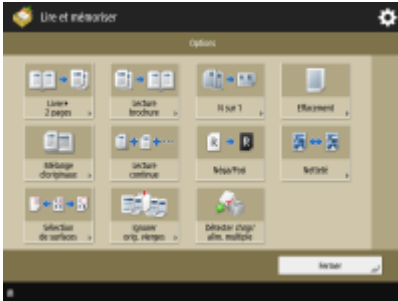 Lire et mémoriser
Options
Livre ▸
2 pages
Lecture
brochure
N sur 1
Effacement
Mélange
d'originaux
Lecture
continue
Néga/Posi
Netteté
Sélection
de surfaces
Ignorer
orig. vierges
Détecter chgt/
alim. multiple
Fermer